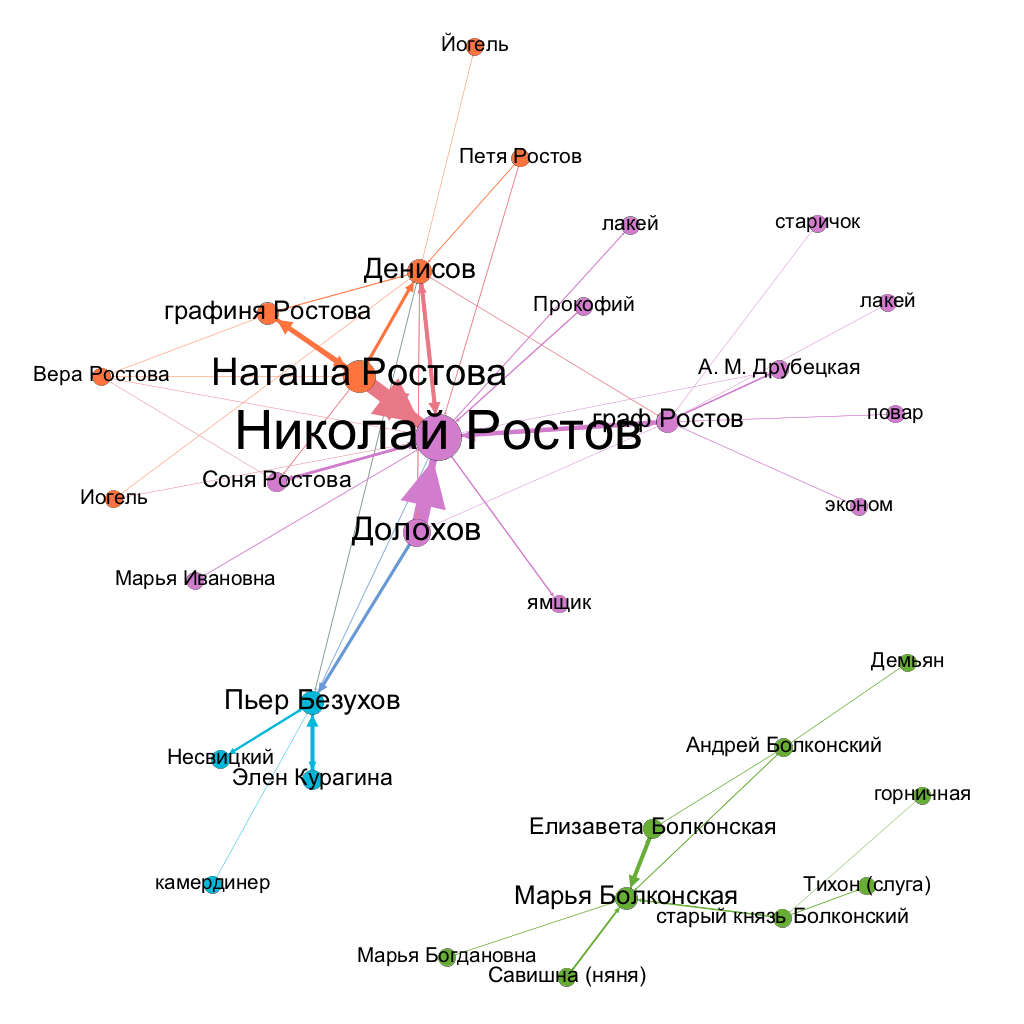 Йогель
Петя Ростов
лакей
старичок
Денисов
лакей
Прокофий
графиня Ростова
А. М. Друбецкая
Наташа Ростова
Вера Ростова
повар
граф Ростов
Николай Ростов
Соня Ростова
Иогель
эконом
Долохов
Марья Ивановна
ямщик
Демьян
Пьер Безухов
Андрей Болконский
Несвицкий
Элен Курагина
горничная
Елизавета Болконская
камердинер
Тихон (слуга)
Марья Болконская
старый князь Болконский
Марья Богдановна
Савишна (няня)